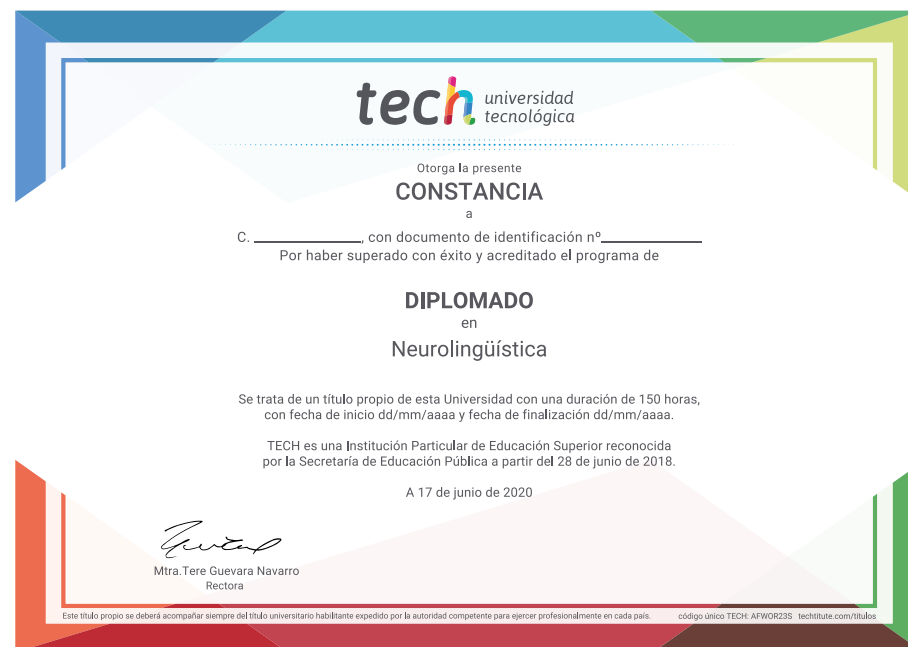 tech universidad
tecnológica
Otorga la presente
CONSTANCIA
a
C. ____________, con documento de identificación nº____________
Por haber superado con éxito y acreditado el programa de
DIPLOMADO
en
Neurolingüística
Se trata de un título propio de esta Universidad con una duración de 150 horas,
con fecha de inicio dd/mm/aaaa y fecha de finalización dd/mm/aaaa.
TECH es una Institución Particular de Educación Superior reconocida
por la Secretaría de Educación Pública a partir del 28 de junio de 2018.
A 17 de junio de 2020
Mtra.Tere Guevara Navarro
Rectora
Este título propio se deberá acompañar siempre del título universitario habilitante expedido por la autoridad competente para ejercer profesionalmente en cada país. código único TECH: AFWOR23S techtitute.com/titulos